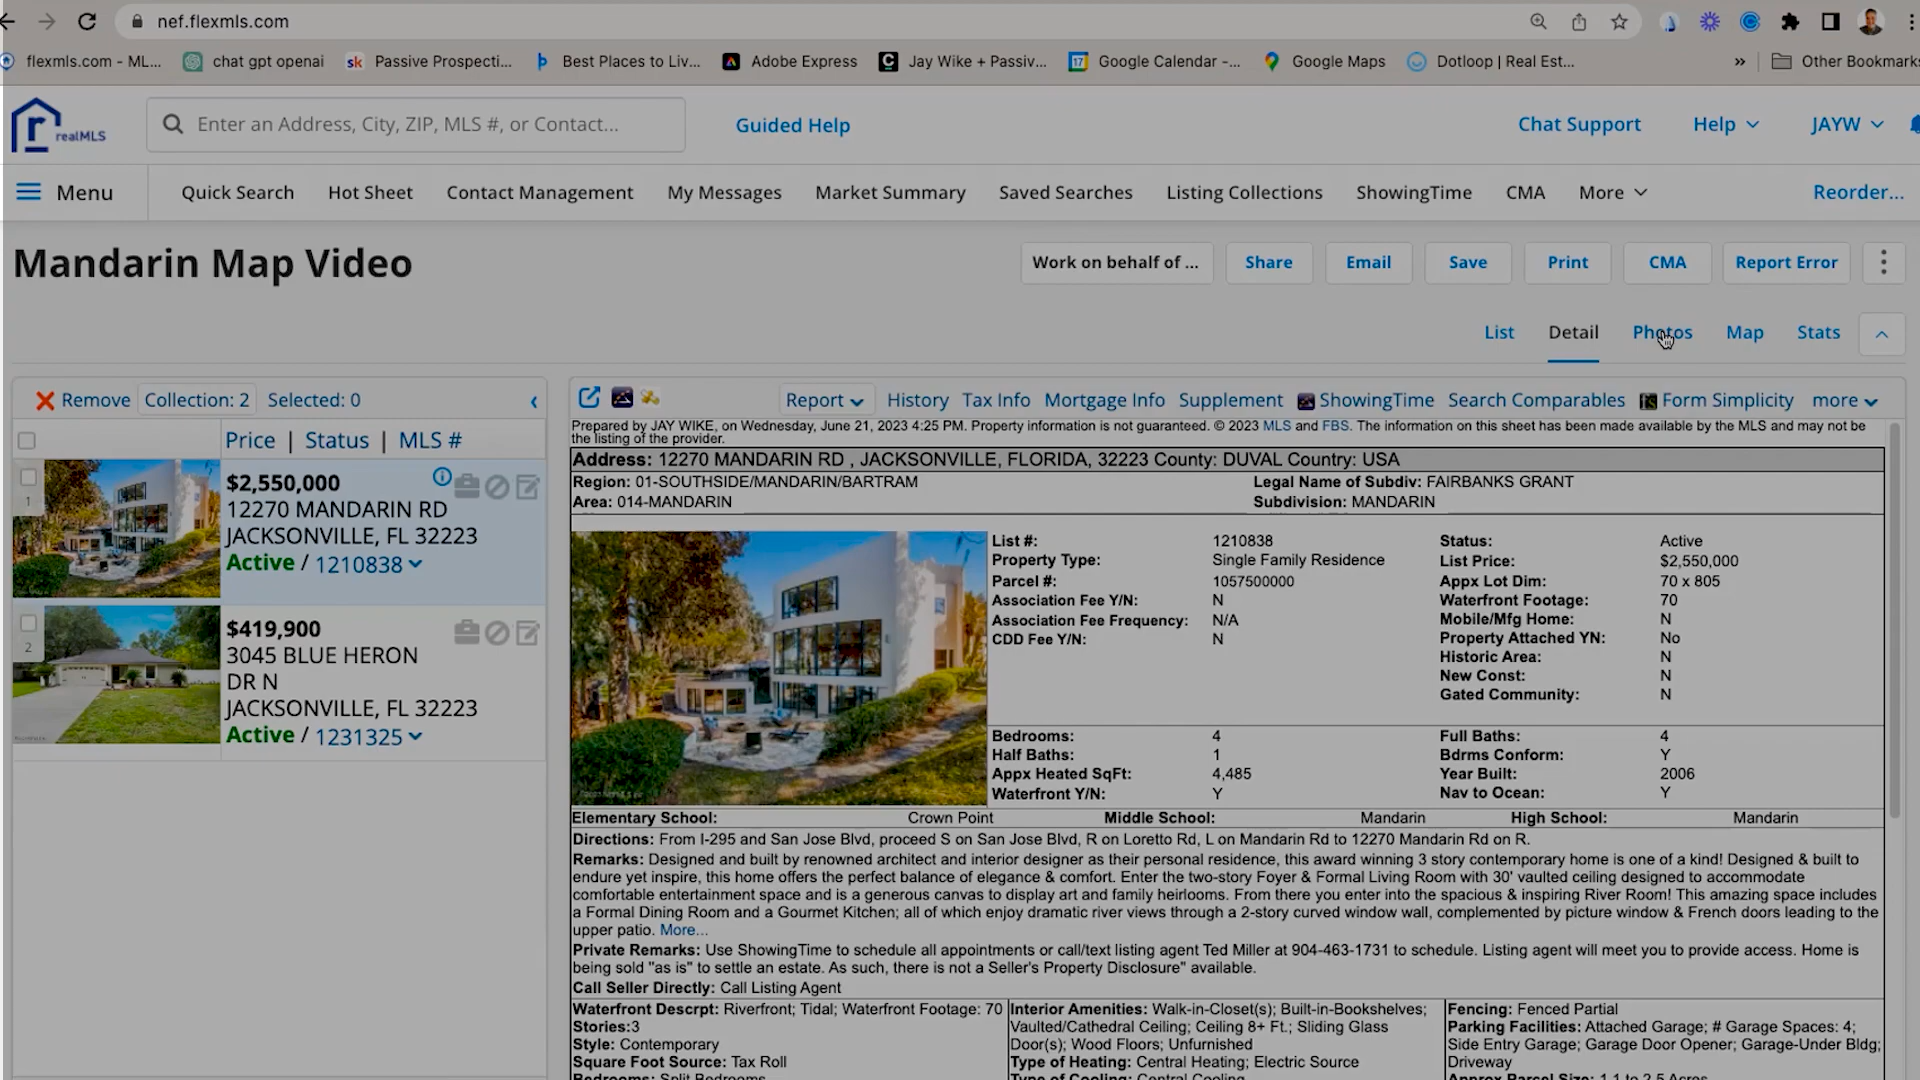 nef.flexmls.com
flexmls.com - ML... chat gpt openai sk Passive Prospecti... Best Places to Liv... Adobe Express Jay Wike + Passiv... 17 Google Calendar -... Google Maps Dotloop | Real Est... » Other Bookmarks
realMLS Enter an Address, City, ZIP, MLS #, or Contact... Guided Help Chat Support Help JAYW
Menu Quick Search Hot Sheet Contact Management My Messages Market Summary Saved Searches Listing Collections ShowingTime CMA More Reorder...
Mandarin Map Video Work on behalf of ... Share Email Save Print CMA Report Error
List Detail Photos Map Stats
Remove Collection: 2 Selected: 0
Price | Status | MLS #
1
$2,550,000
12270 MANDARIN RD
JACKSONVILLE, FL 32223
Active / 1210838
2
$419,900
3045 BLUE HERON
DR N
JACKSONVILLE, FL 32223
Active / 1231325
Report History Tax Info Mortgage Info Supplement ShowingTime Search Comparables Form Simplicity more
Prepared by JAY WIKE, on Wednesday, June 21, 2023 4:25 PM. Property information is not guaranteed. © 2023 MLS and FBS. The information on this sheet has been made available by the MLS and may not be
the listing of the provider.
Address: 12270 MANDARIN RD , JACKSONVILLE, FLORIDA, 32223 County: DUVAL Country: USA
Region: 01-SOUTHSIDE/MANDARIN/BARTRAM Legal Name of Subdiv: FAIRBANKS GRANT
Area: 014-MANDARIN Subdivision: MANDARIN
List #: 1210838 Status: Active
Property Type: Single Family Residence List Price: $2,550,000
Parcel #: 1057500000 Appx Lot Dim: 70 x 805
Association Fee Y/N: N Waterfront Footage: 70
Association Fee Frequency: N/A Mobile/Mfg Home: N
CDD Fee Y/N: N Property Attached YN: No
Historic Area: N
New Const: N
Gated Community: N
Bedrooms: 4 Full Baths: 4
Half Baths: 1 Bdrms Conform: Y
Appx Heated SqFt: 4,485 Year Built: 2006
Waterfront Y/N: Y Nav to Ocean: Y
Elementary School: Crown Point Middle School: Mandarin High School: Mandarin
Directions: From I-295 and San Jose Blvd, proceed S on San Jose Blvd, R on Loretto Rd, L on Mandarin Rd to 12270 Mandarin Rd on R.
Remarks: Designed and built by renowned architect and interior designer as their personal residence, this award winning 3 story contemporary home is one of a kind! Designed & built to
endure yet inspire, this home offers the perfect balance of elegance & comfort. Enter the two-story Foyer & Formal Living Room with 30' vaulted ceiling designed to accommodate
comfortable entertainment space and is a generous canvas to display art and family heirlooms. From there you enter into the spacious & inspiring River Room! This amazing space includes
a Formal Dining Room and a Gourmet Kitchen; all of which enjoy dramatic river views through a 2-story curved window wall, complemented by picture window & French doors leading to the
upper patio. More...
Private Remarks: Use ShowingTime to schedule all appointments or call/text listing agent Ted Miller at 904-463-1731 to schedule. Listing agent will meet you to provide access. Home is
being sold "as is" to settle an estate. As such, there is not a Seller's Property Disclosure" available.
Call Seller Directly: Call Listing Agent
Waterfront Descrpt: Riverfront; Tidal; Waterfront Footage: 70
Stories:3
Style: Contemporary
Square Foot Source: Tax Roll
Bedrooms: Split Bedrooms
Interior Amenities: Walk-in-Closet(s); Built-in-Bookshelves;
Vaulted/Cathedral Ceiling; Ceiling 8+ Ft.; Sliding Glass
Door(s); Wood Floors; Unfurnished
Type of Heating: Central Heating; Electric Source
Type of Cooling: Central Cooling
Fencing: Fenced Partial
Parking Facilities: Attached Garage; # Garage Spaces: 4;
Side Entry Garage; Garage Door Opener; Garage-Under Bldg;
Driveway
Approx Parcel Size: 1.1 to 2.5 Acres